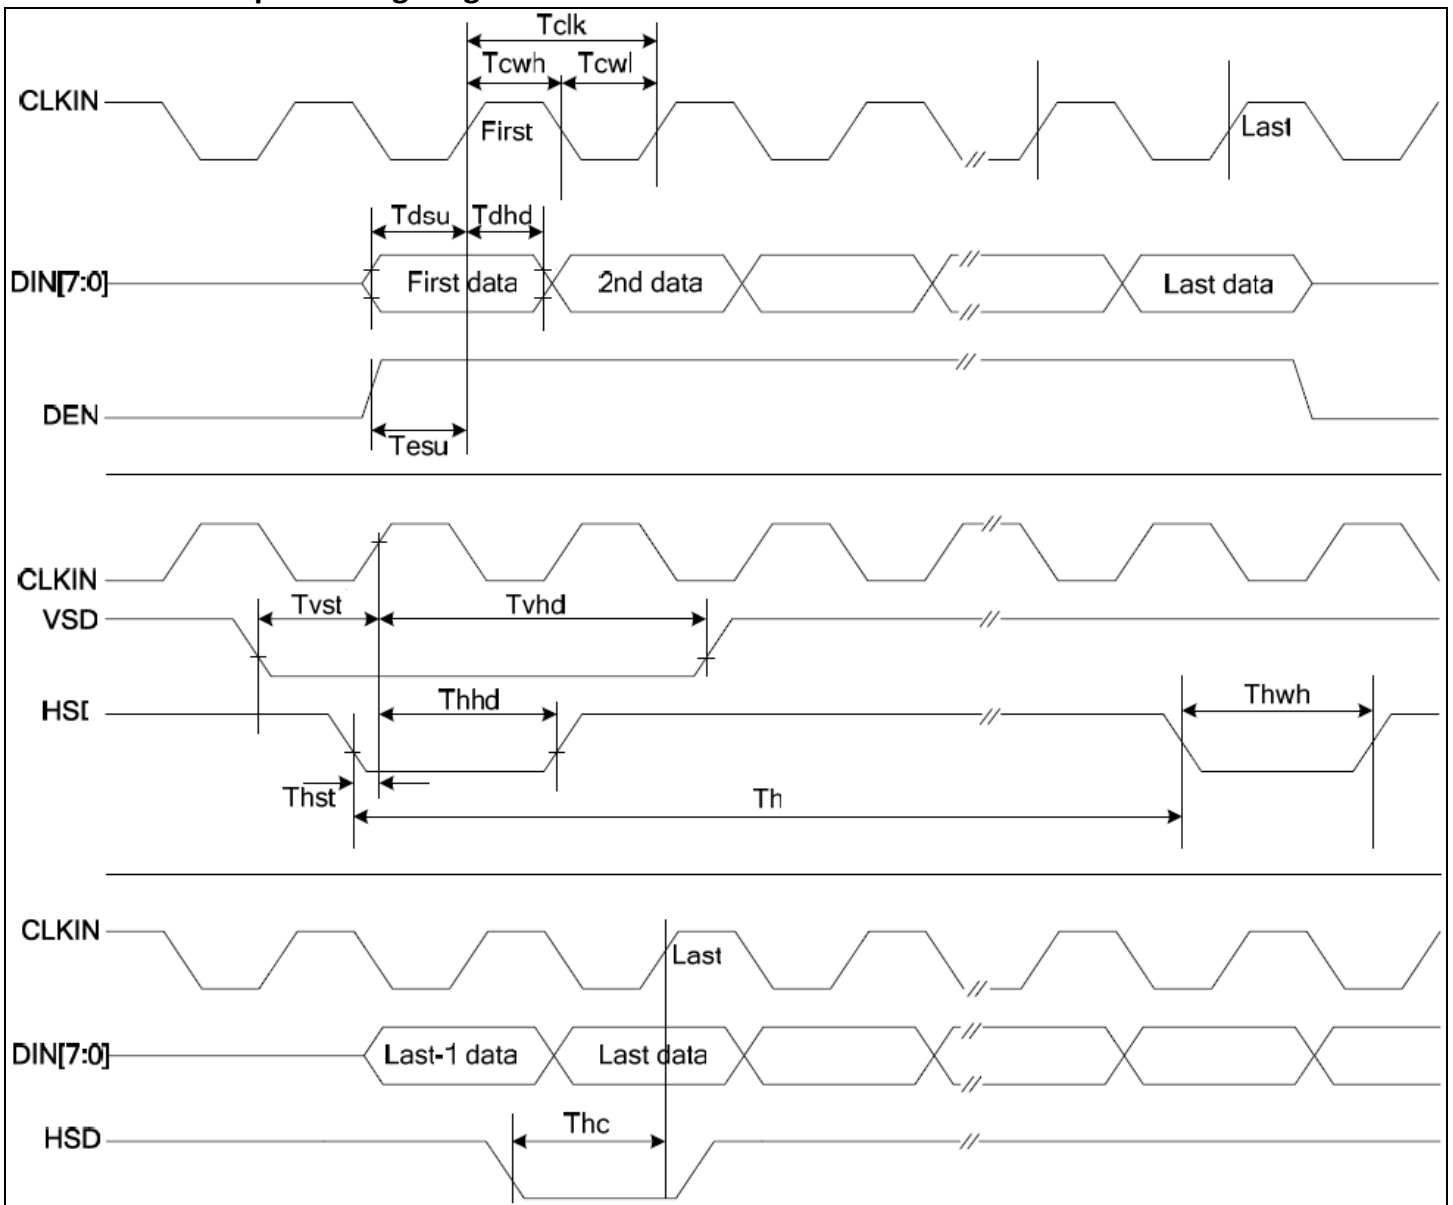 Tclk
Tcwh Tcwl
CLKIN
First
Last
Tdsu Tdhd
DIN[7:0]
First data
2nd data
Last data
DEN
Tesu
CLKIN
Tvst
Tvhd
VSD
Thhd
Thwh
Thst
Th
CLKIN
Last
DIN[7:0]
Last-1 data
Last data
Thc
HSD